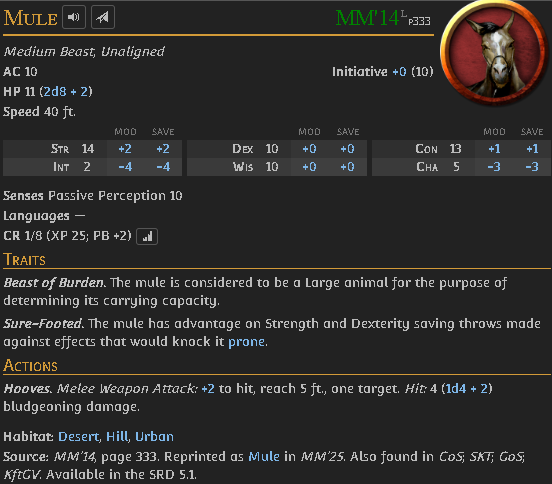 Mule MM'14 L P333
Medium Beast, Unaligned
AC 10 Initiative +0 (10)
HP 11 (2d8 + 2)
Speed 40 ft.
MOD SAVE MOD SAVE MOD SAVE
Str 14 +2 +2 Dex 10 +0 +0 Con 13 +1 +1
Int 2 −4 −4 Wis 10 +0 +0 Cha 5 −3 −3
Senses Passive Perception 10
Languages —
CR 1/8 (XP 25; PB +2)
Traits
Beast of Burden. The mule is considered to be a Large animal for the purpose of
determining its carrying capacity.
Sure-Footed. The mule has advantage on Strength and Dexterity saving throws made
against effects that would knock it prone.
Actions
Hooves. Melee Weapon Attack: +2 to hit, reach 5 ft., one target. Hit: 4 (1d4 + 2)
bludgeoning damage.
Habitat: Desert, Hill, Urban
Source: MM'14, page 333. Reprinted as Mule in MM'25. Also found in CoS; SKT; GoS;
KftGV. Available in the SRD 5.1.